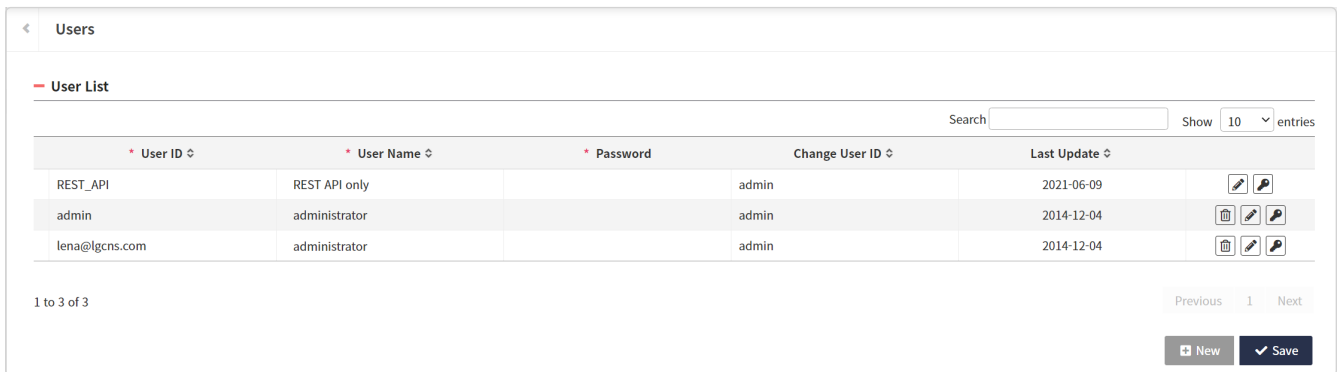 Users
User List
Search Show 10 entries
* User ID * User Name * Password Change User ID Last Update
REST_API REST API only admin 2021-06-09
admin administrator admin 2014-12-04
lena@lgcns.com administrator admin 2014-12-04
1 to 3 of 3
Previous 1 Next
New Save